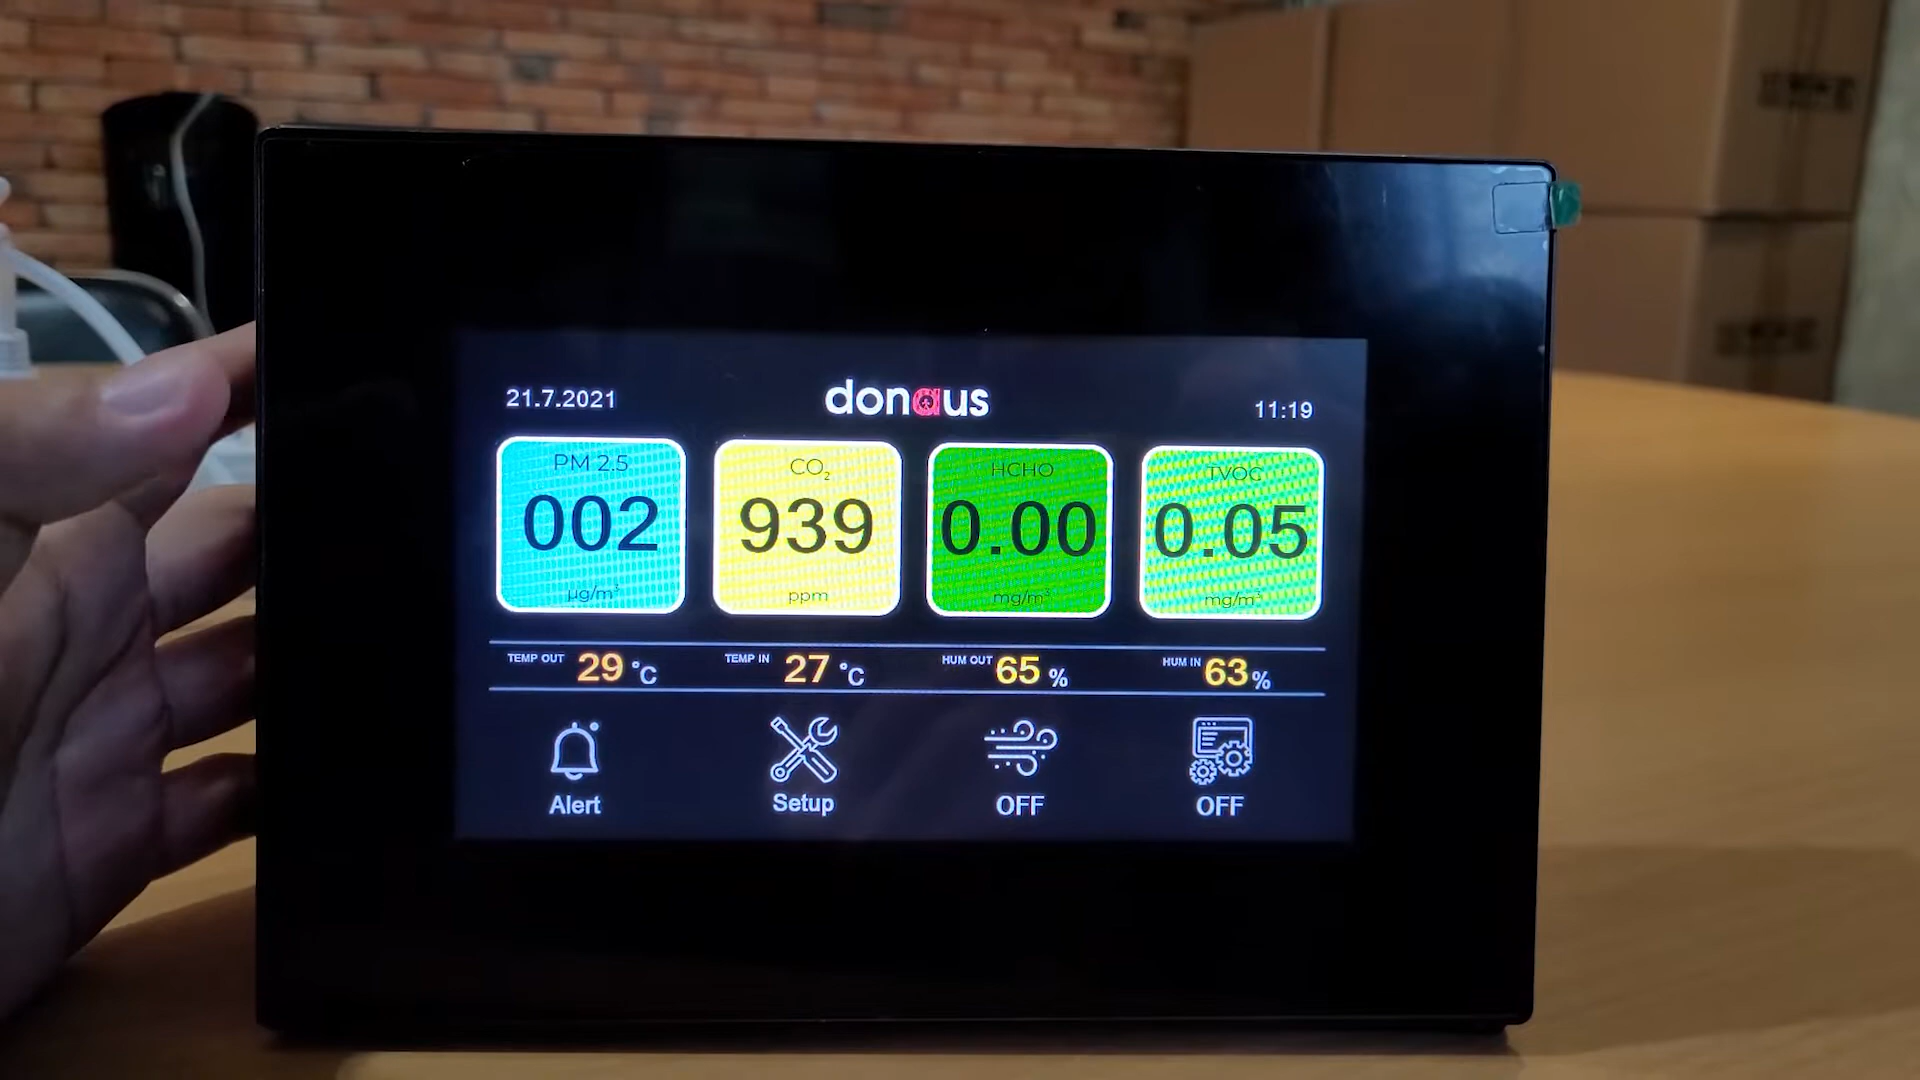 21.7.2021
donaus
11:19
PM 2.5
CO₂
HCHO
TVOC
002
939
0.00
0.05
µg/m³
ppm
mg/m³
mg/m³
TEMP OUT 29 °C
TEMP IN 27 °C
HUM OUT 65 %
HUM IN 63 %
Alert
Setup
OFF
OFF